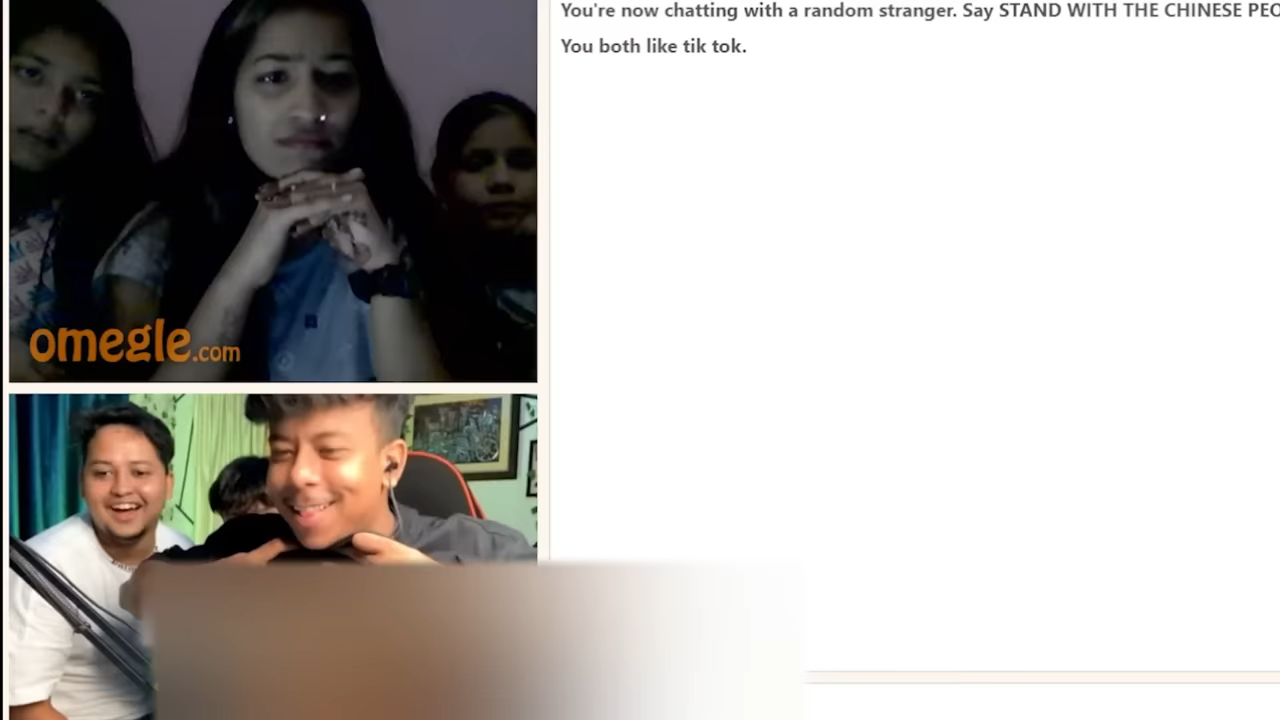 You're now chatting with a random stranger. Say STAND WITH THE CHINESE
You both like tik tok.
omegle.com